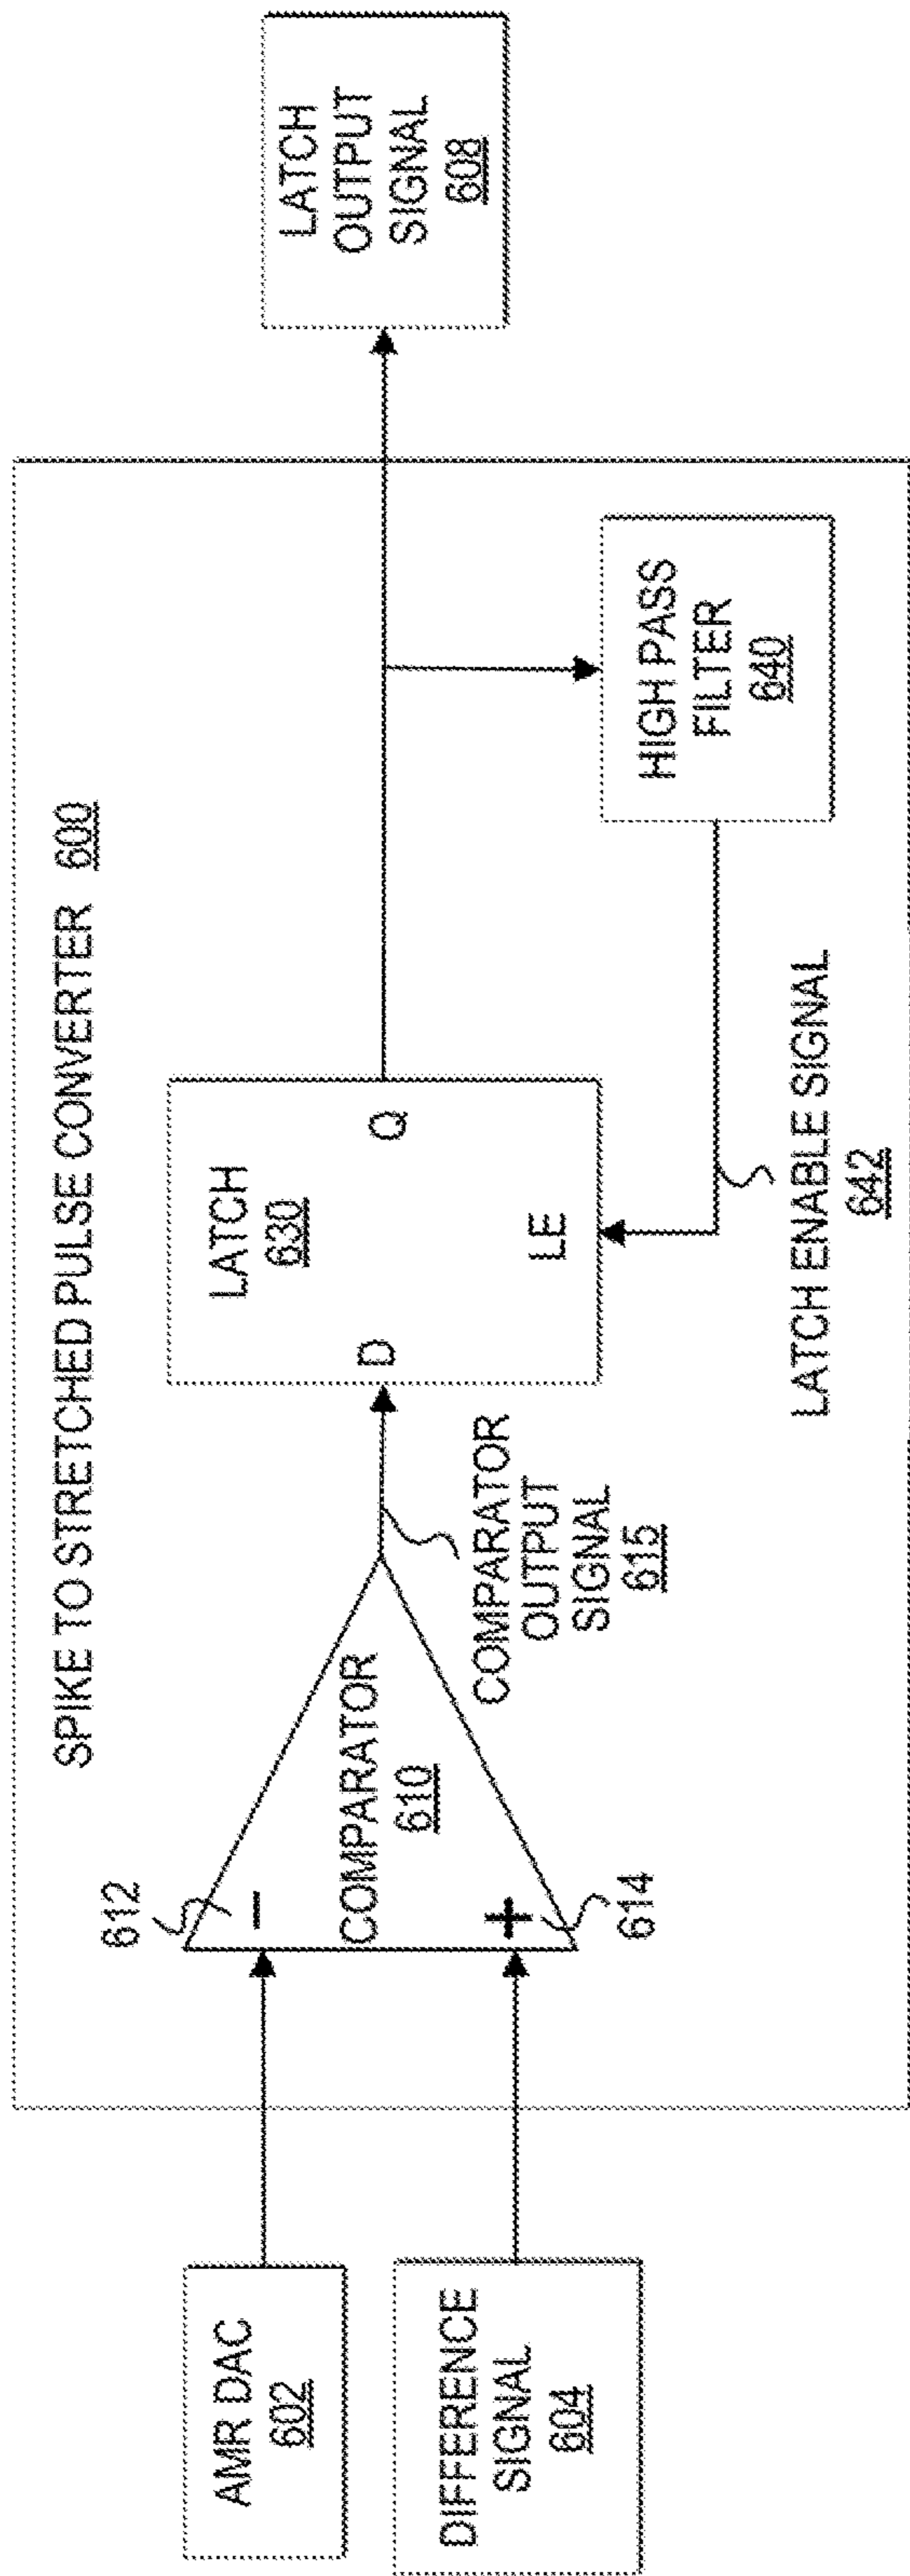 SPIKE TO STRETCHED PULSE CONVERTER 600
AMR DAC
602
DIFFERENCE
SIGNAL
604
612
−
COMPARATOR
610
+
614
COMPARATOR
OUTPUT
SIGNAL
615
LATCH
630
D
Q
LE
LATCH ENABLE SIGNAL
642
HIGH PASS
FILTER
640
LATCH
OUTPUT
SIGNAL
608